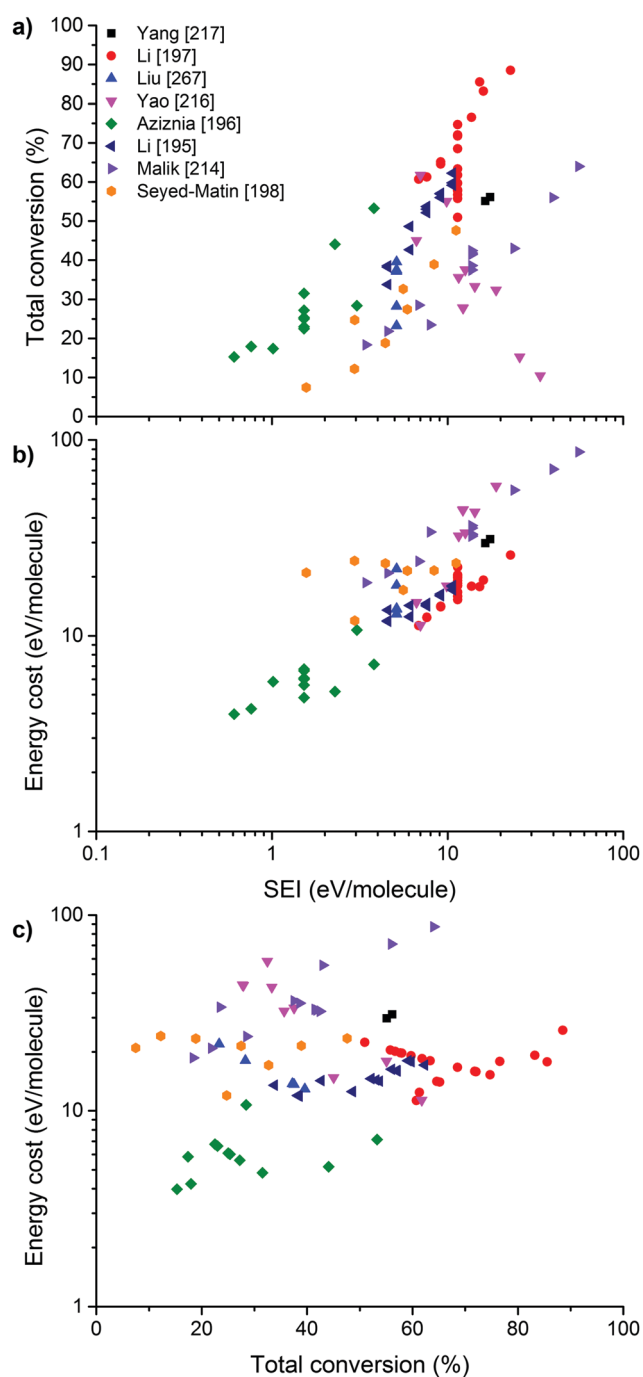 a)
Yang [217]
Li [197]
Liu [267]
Yao [216]
Aziznia [196]
Li [195]
Malik [214]
Seyed-Matin [198]
100
90
80
70
60
50
40
30
20
10
0
Total conversion (%)
b)
100
10
1
Energy cost (eV/molecule)
0.1 1 10 100
SEI (eV/molecule)
c)
100
10
1
Energy cost (eV/molecule)
0 20 40 60 80 100
Total conversion (%)